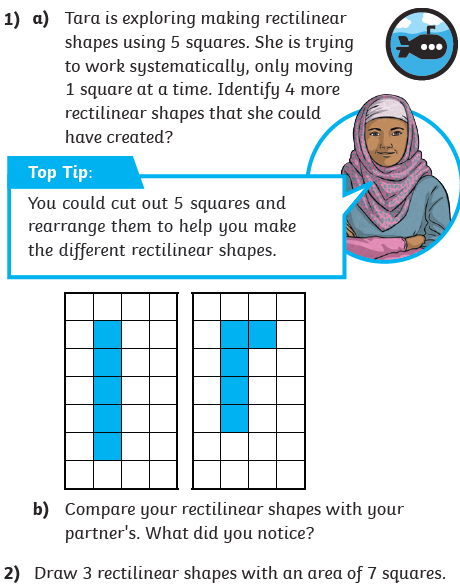 1) a) Tara is exploring making rectilinear
shapes using 5 squares. She is trying
to work systematically, only moving
1 square at a time. Identify 4 more
rectilinear shapes that she could
have created?
Top Tip:
You could cut out 5 squares and
rearrange them to help you make
the different rectilinear shapes.
b) Compare your rectilinear shapes with your
partner's. What did you notice?
2) Draw 3 rectilinear shapes with an area of 7 squares.